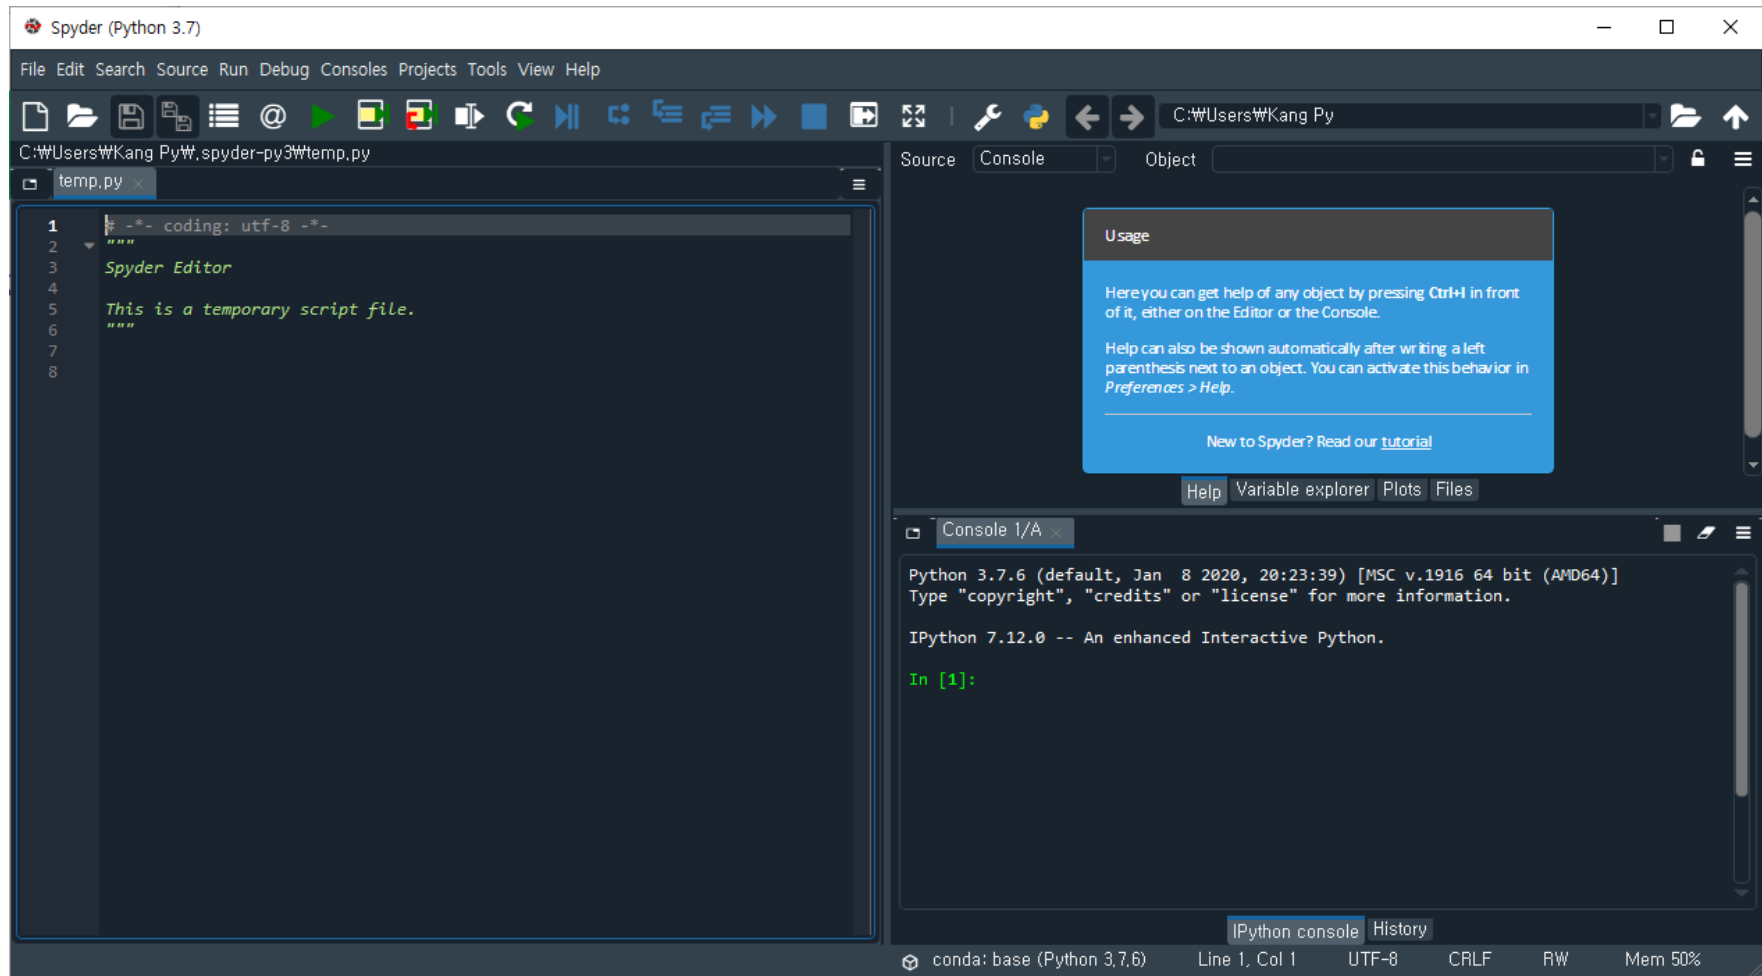 Spyder (Python 3.7)
File Edit Search Source Run Debug Consoles Projects Tools View Help
C:₩Users₩Kang Py
C:₩Users₩Kang Py₩.spyder-py3₩temp.py
temp.py
1 # -*- coding: utf-8 -*-
2 """
3 Spyder Editor
4
5 This is a temporary script file.
6 """
7
8
Source Console Object
Usage
Here you can get help of any object by pressing Ctrl+I in front
of it, either on the Editor or the Console.
Help can also be shown automatically after writing a left
parenthesis next to an object. You can activate this behavior in
Preferences > Help.
New to Spyder? Read our tutorial
Help Variable explorer Plots Files
Console 1/A
Python 3.7.6 (default, Jan  8 2020, 20:23:39) [MSC v.1916 64 bit (AMD64)]
Type "copyright", "credits" or "license" for more information.
IPython 7.12.0 -- An enhanced Interactive Python.
In [1]:
IPython console History
conda: base (Python 3.7.6) Line 1, Col 1 UTF-8 CRLF RW Mem 50%